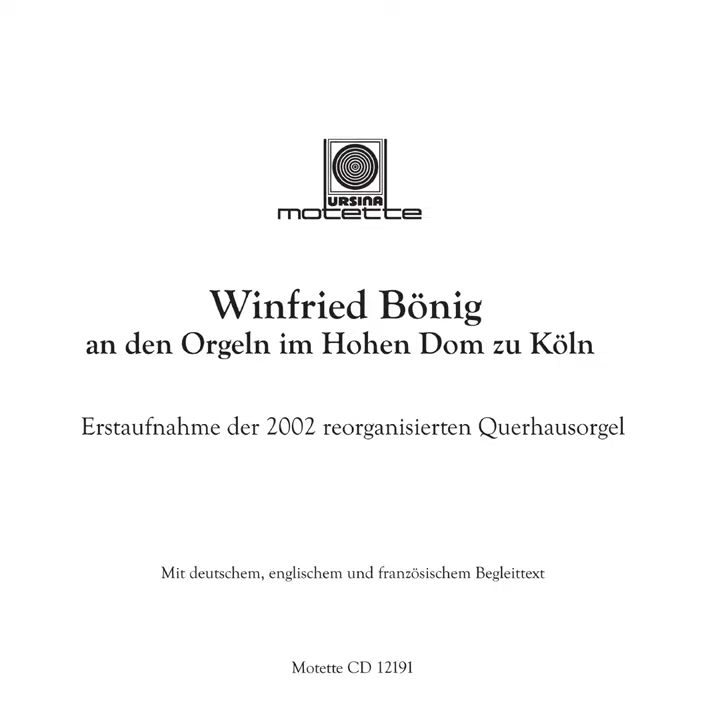 URSINA
motette
Winfried Bönig
an den Orgeln im Hohen Dom zu Köln
Erstaufnahme der 2002 reorganisierten Querhausorgel
Mit deutschem, englischem und französischem Begleittext
Motette CD 12191